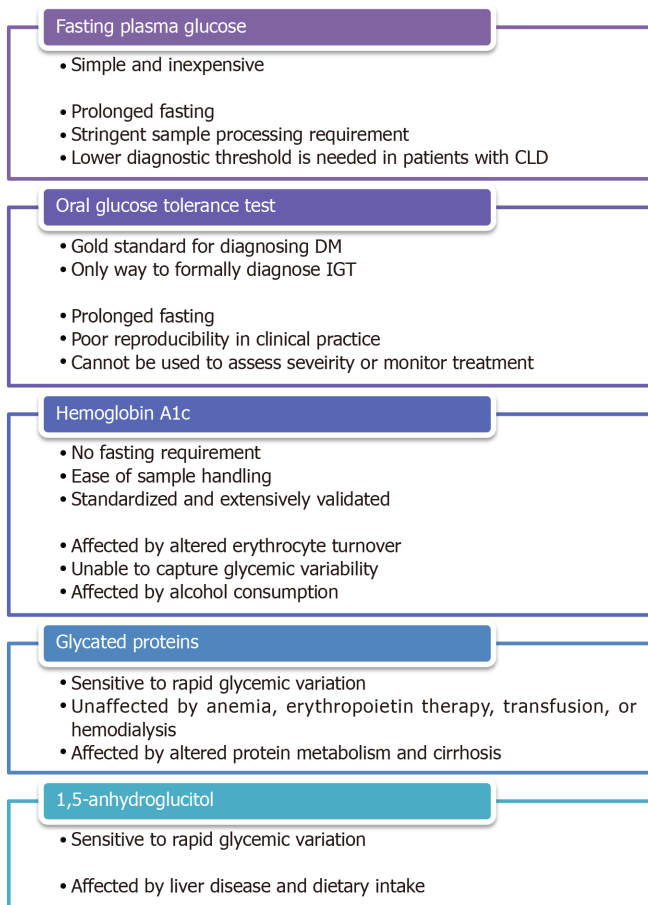 Fasting plasma glucose
• Simple and inexpensive
• Prolonged fasting
• Stringent sample processing requirement
• Lower diagnostic threshold is needed in patients with CLD
Oral glucose tolerance test
• Gold standard for diagnosing DM
• Only way to formally diagnose IGT
• Prolonged fasting
• Poor reproducibility in clinical practice
• Cannot be used to assess seveirity or monitor treatment
Hemoglobin A1c
• No fasting requirement
• Ease of sample handling
• Standardized and extensively validated
• Affected by altered erythrocyte turnover
• Unable to capture glycemic variability
• Affected by alcohol consumption
Glycated proteins
• Sensitive to rapid glycemic variation
• Unaffected by anemia, erythropoietin therapy, transfusion, or
hemodialysis
• Affected by altered protein metabolism and cirrhosis
1,5-anhydroglucitol
• Sensitive to rapid glycemic variation
• Affected by liver disease and dietary intake